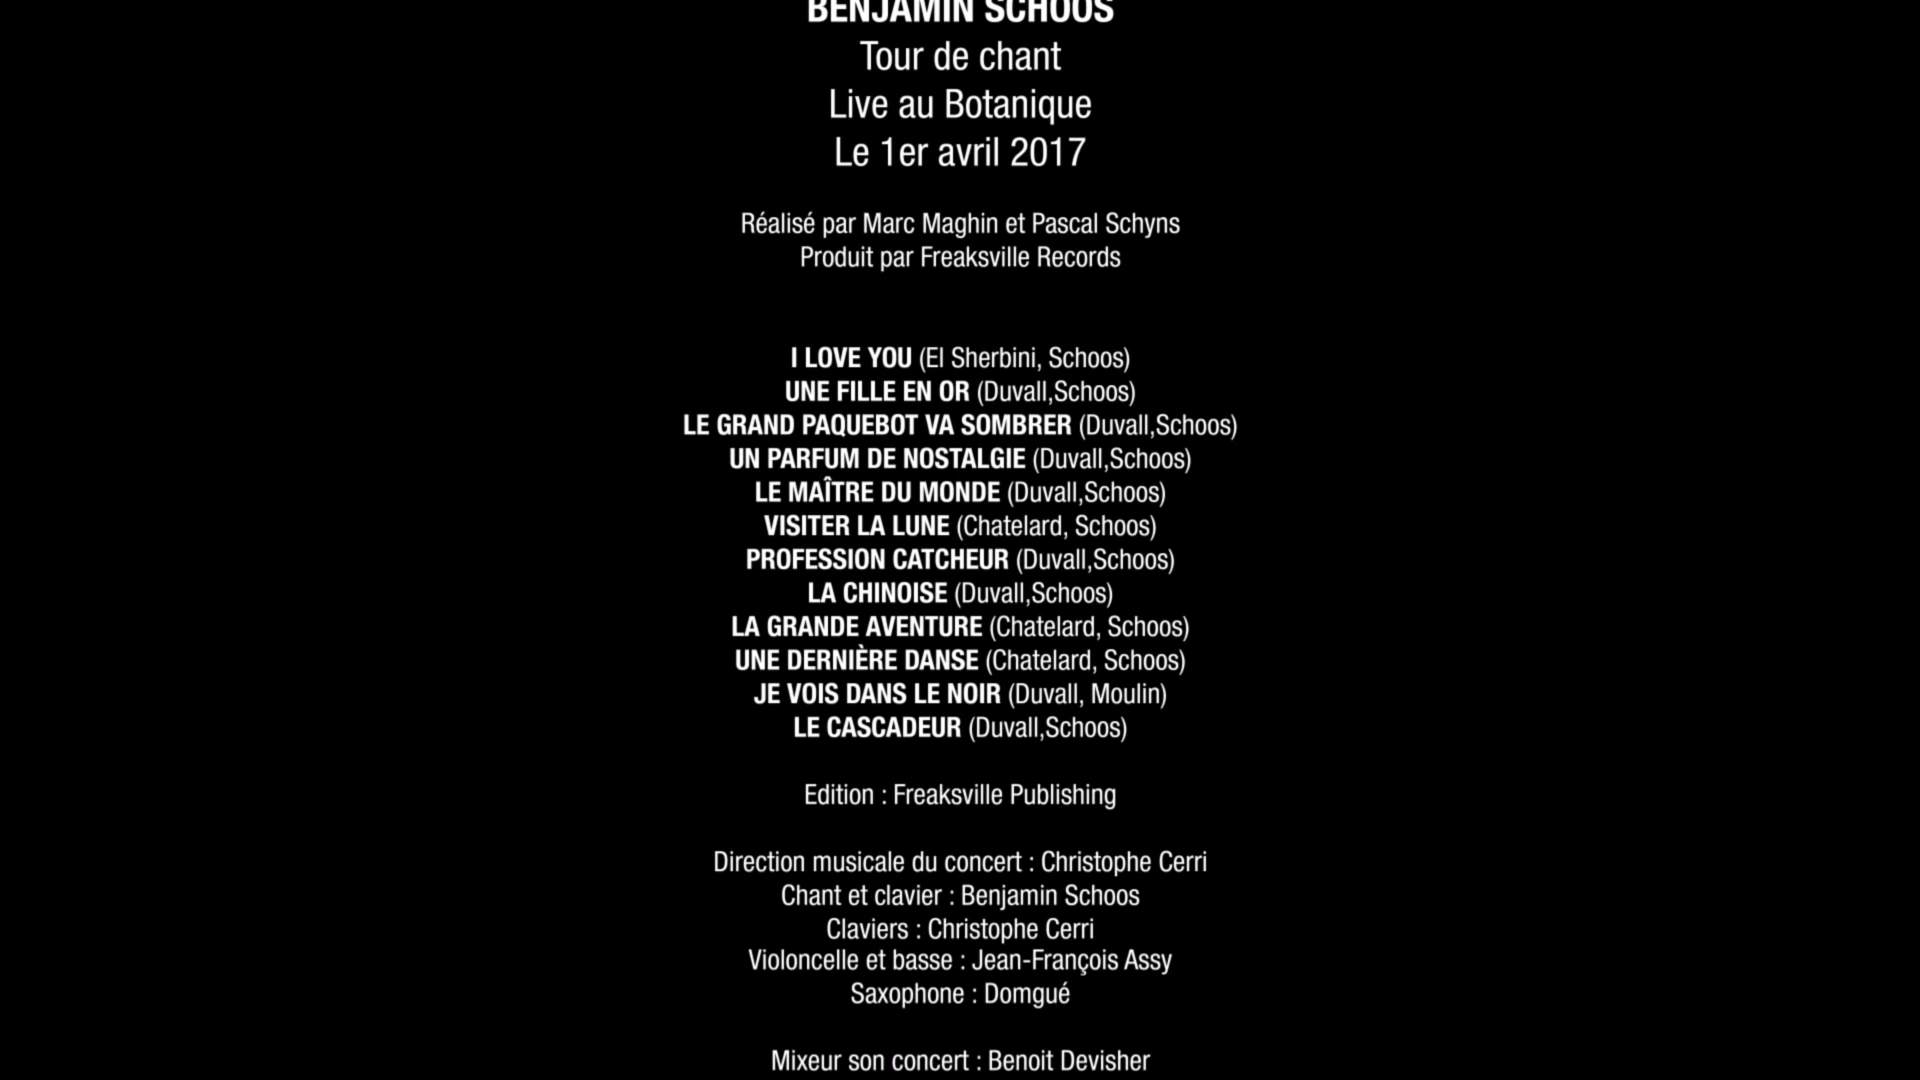 BENJAMIN SCHOOS
Tour de chant
Live au Botanique
Le 1er avril 2017
Réalisé par Marc Maghin et Pascal Schyns
Produit par Freaksville Records
I LOVE YOU (El Sherbini, Schoos)
UNE FILLE EN OR (Duvall,Schoos)
LE GRAND PAQUEBOT VA SOMBRER (Duvall,Schoos)
UN PARFUM DE NOSTALGIE (Duvall,Schoos)
LE MAÎTRE DU MONDE (Duvall,Schoos)
VISITER LA LUNE (Chatelard, Schoos)
PROFESSION CATCHEUR (Duvall,Schoos)
LA CHINOISE (Duvall,Schoos)
LA GRANDE AVENTURE (Chatelard, Schoos)
UNE DERNIÈRE DANSE (Chatelard, Schoos)
JE VOIS DANS LE NOIR (Duvall, Moulin)
LE CASCADEUR (Duvall,Schoos)
Edition : Freaksville Publishing
Direction musicale du concert : Christophe Cerri
Chant et clavier : Benjamin Schoos
Claviers : Christophe Cerri
Violoncelle et basse : Jean-François Assy
Saxophone : Domgué
Mixeur son concert : Benoit Devisher